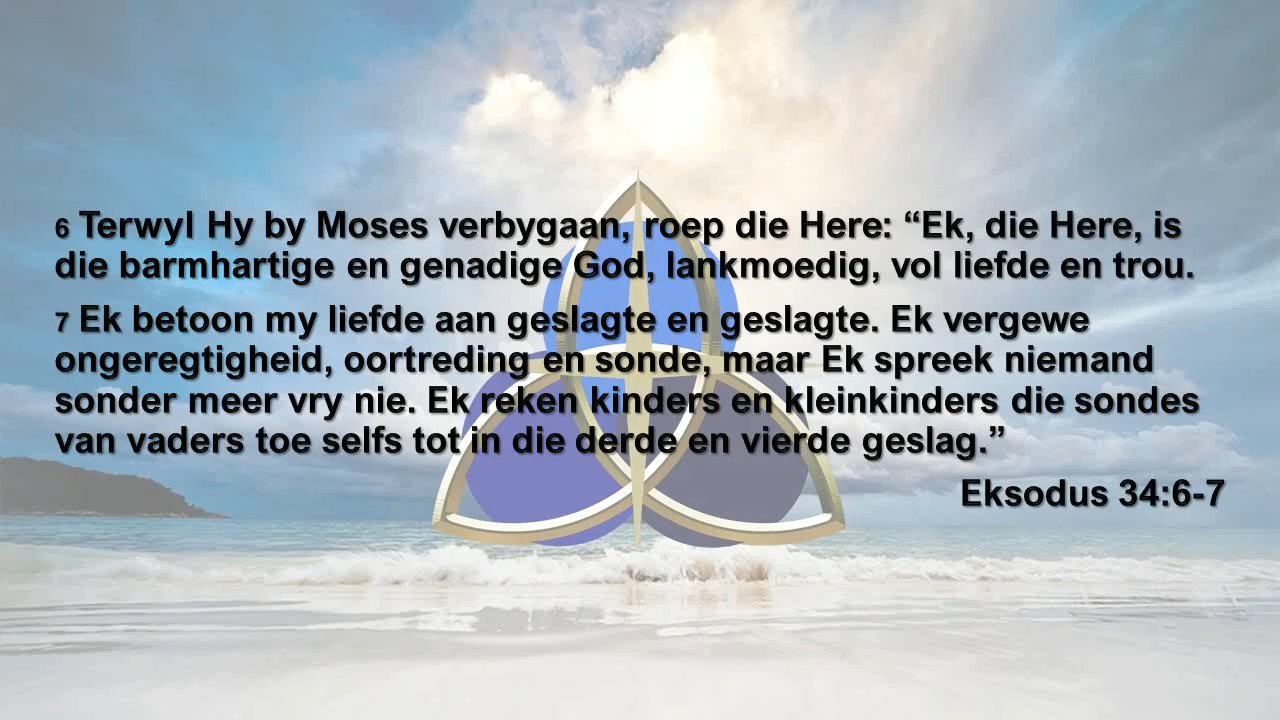 6 Terwyl Hy by Moses verbygaan, roep die Here: “Ek, die Here, is
die barmhartige en genadige God, lankmoedig, vol liefde en trou.
7 Ek betoon my liefde aan geslagte en geslagte. Ek vergewe
ongeregtigheid, oortreding en sonde, maar Ek spreek niemand
sonder meer vry nie. Ek reken kinders en kleinkinders die sondes
van vaders toe selfs tot in die derde en vierde geslag.”
Eksodus 34:6-7